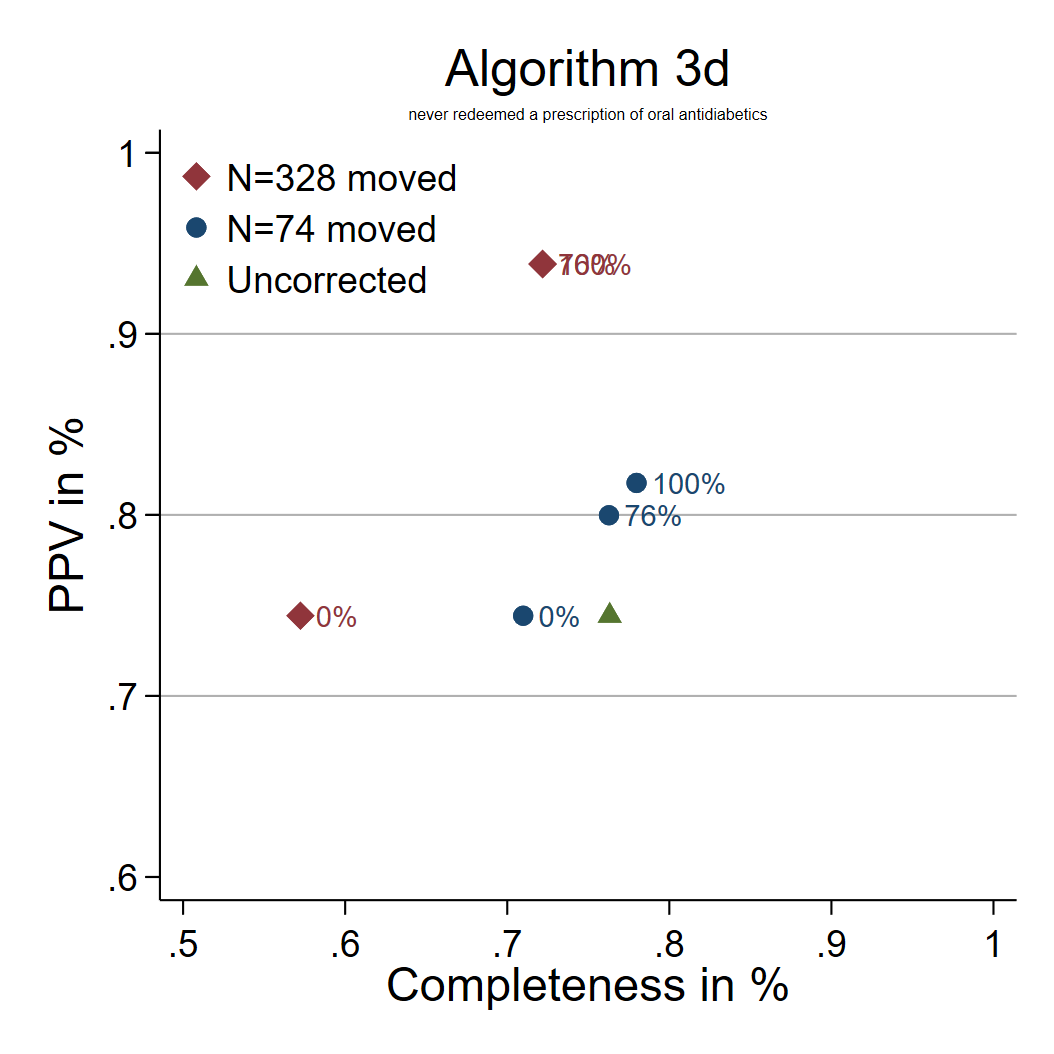 Algorithm 3d
never redeemed a prescription of oral antidiabetics
1
N=328 moved
N=74 moved
Uncorrected
.9
100%
76%
.8
0%
0%
.7
.6
PPV in %
.5 .6 .7 .8 .9 1
Completeness in %